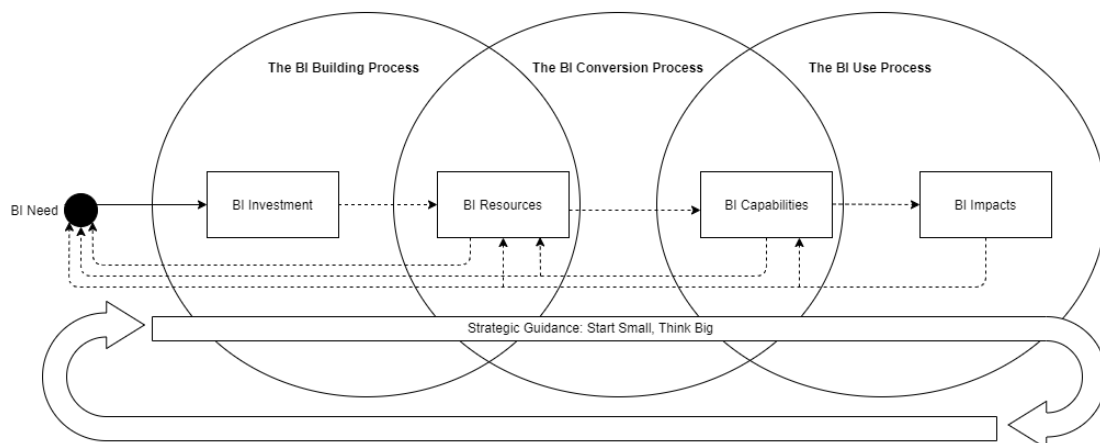 The BI Building Process
The BI Conversion Process
The BI Use Process
BI Need
BI Investment
BI Resources
BI Capabilities
BI Impacts
Strategic Guidance: Start Small, Think Big